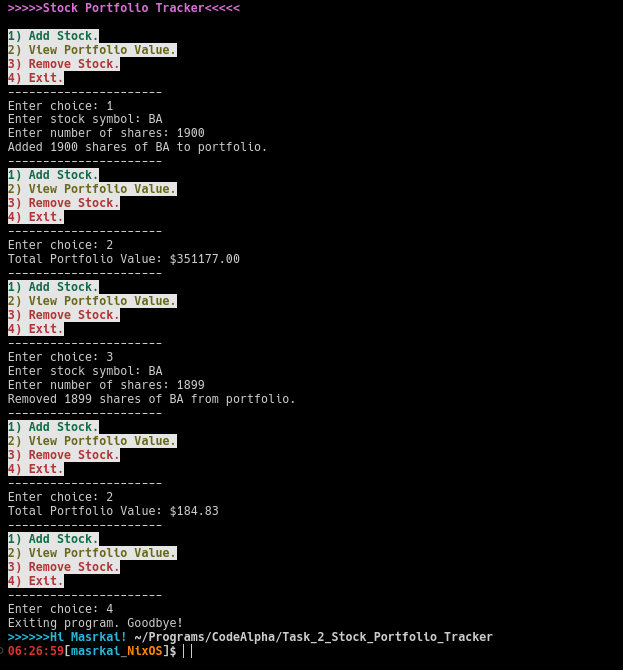 >>>>>Stock Portfolio Tracker<<<<<
1) Add Stock.
2) View Portfolio Value.
3) Remove Stock.
4) Exit.
----------------------
Enter choice: 1
Enter stock symbol: BA
Enter number of shares: 1900
Added 1900 shares of BA to portfolio.
----------------------
1) Add Stock.
2) View Portfolio Value.
3) Remove Stock.
4) Exit.
----------------------
Enter choice: 2
Total Portfolio Value: $351177.00
----------------------
1) Add Stock.
2) View Portfolio Value.
3) Remove Stock.
4) Exit.
----------------------
Enter choice: 3
Enter stock symbol: BA
Enter number of shares: 1899
Removed 1899 shares of BA from portfolio.
----------------------
1) Add Stock.
2) View Portfolio Value.
3) Remove Stock.
4) Exit.
----------------------
Enter choice: 2
Total Portfolio Value: $184.83
----------------------
1) Add Stock.
2) View Portfolio Value.
3) Remove Stock.
4) Exit.
----------------------
Enter choice: 4
Exiting program. Goodbye!
>>>>>>Hi Masrkai! ~/Programs/CodeAlpha/Task_2_Stock_Portfolio_Tracker
06:26:59[masrkai_NixOS]$